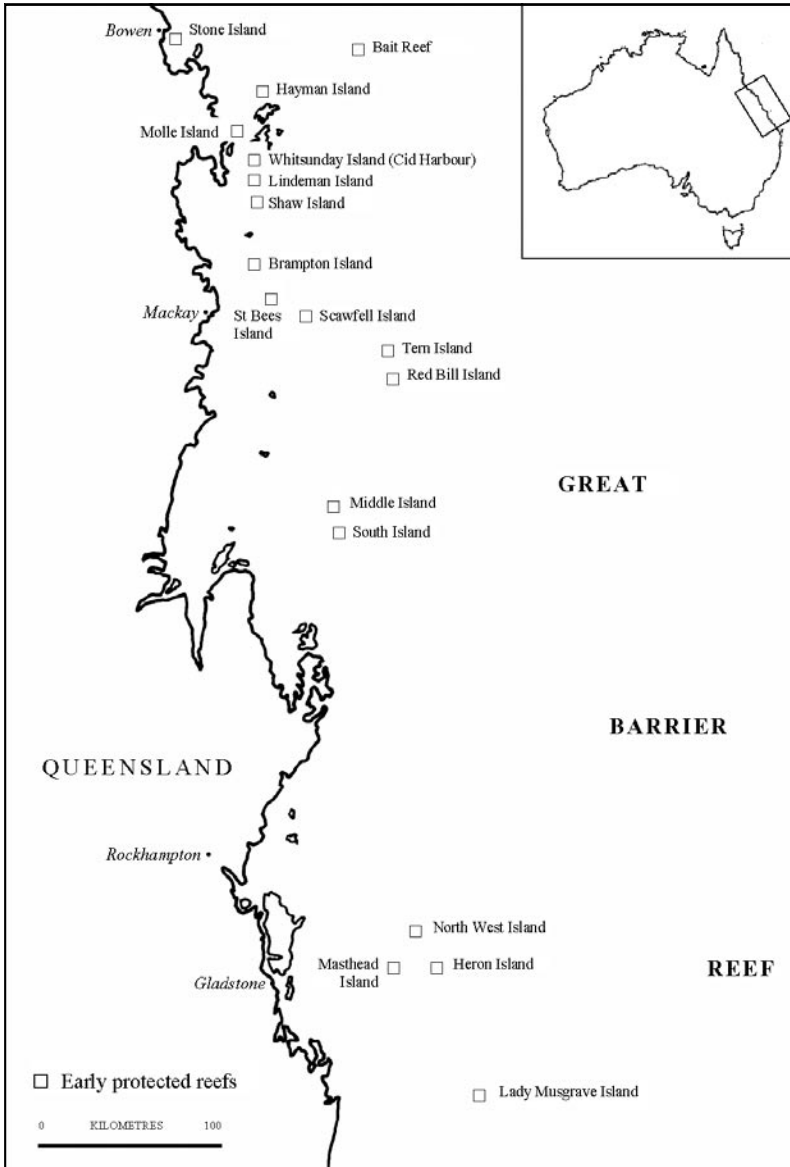 Bowen
Stone Island
Bait Reef
Hayman Island
Molle Island
Whitsunday Island (Cid Harbour)
Lindeman Island
Shaw Island
Brampton Island
Mackay
St Bees
Island
Scawfell Island
Tern Island
Red Bill Island
GREAT
Middle Island
South Island
BARRIER
QUEENSLAND
Rockhampton
North West Island
Masthead
Island
Heron Island
REEF
Gladstone
Early protected reefs
Lady Musgrave Island
0 KILOMETRES 100